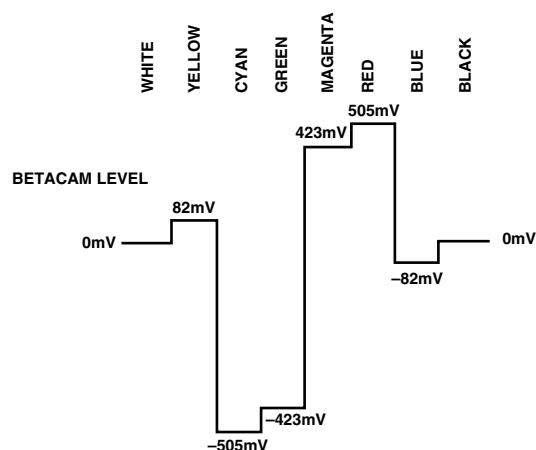 WHITE
YELLOW
CYAN
GREEN
MAGENTA
RED
BLUE
BLACK
505mV
423mV
BETACAM LEVEL
82mV
0mV
0mV
–82mV
–423mV
–505mV